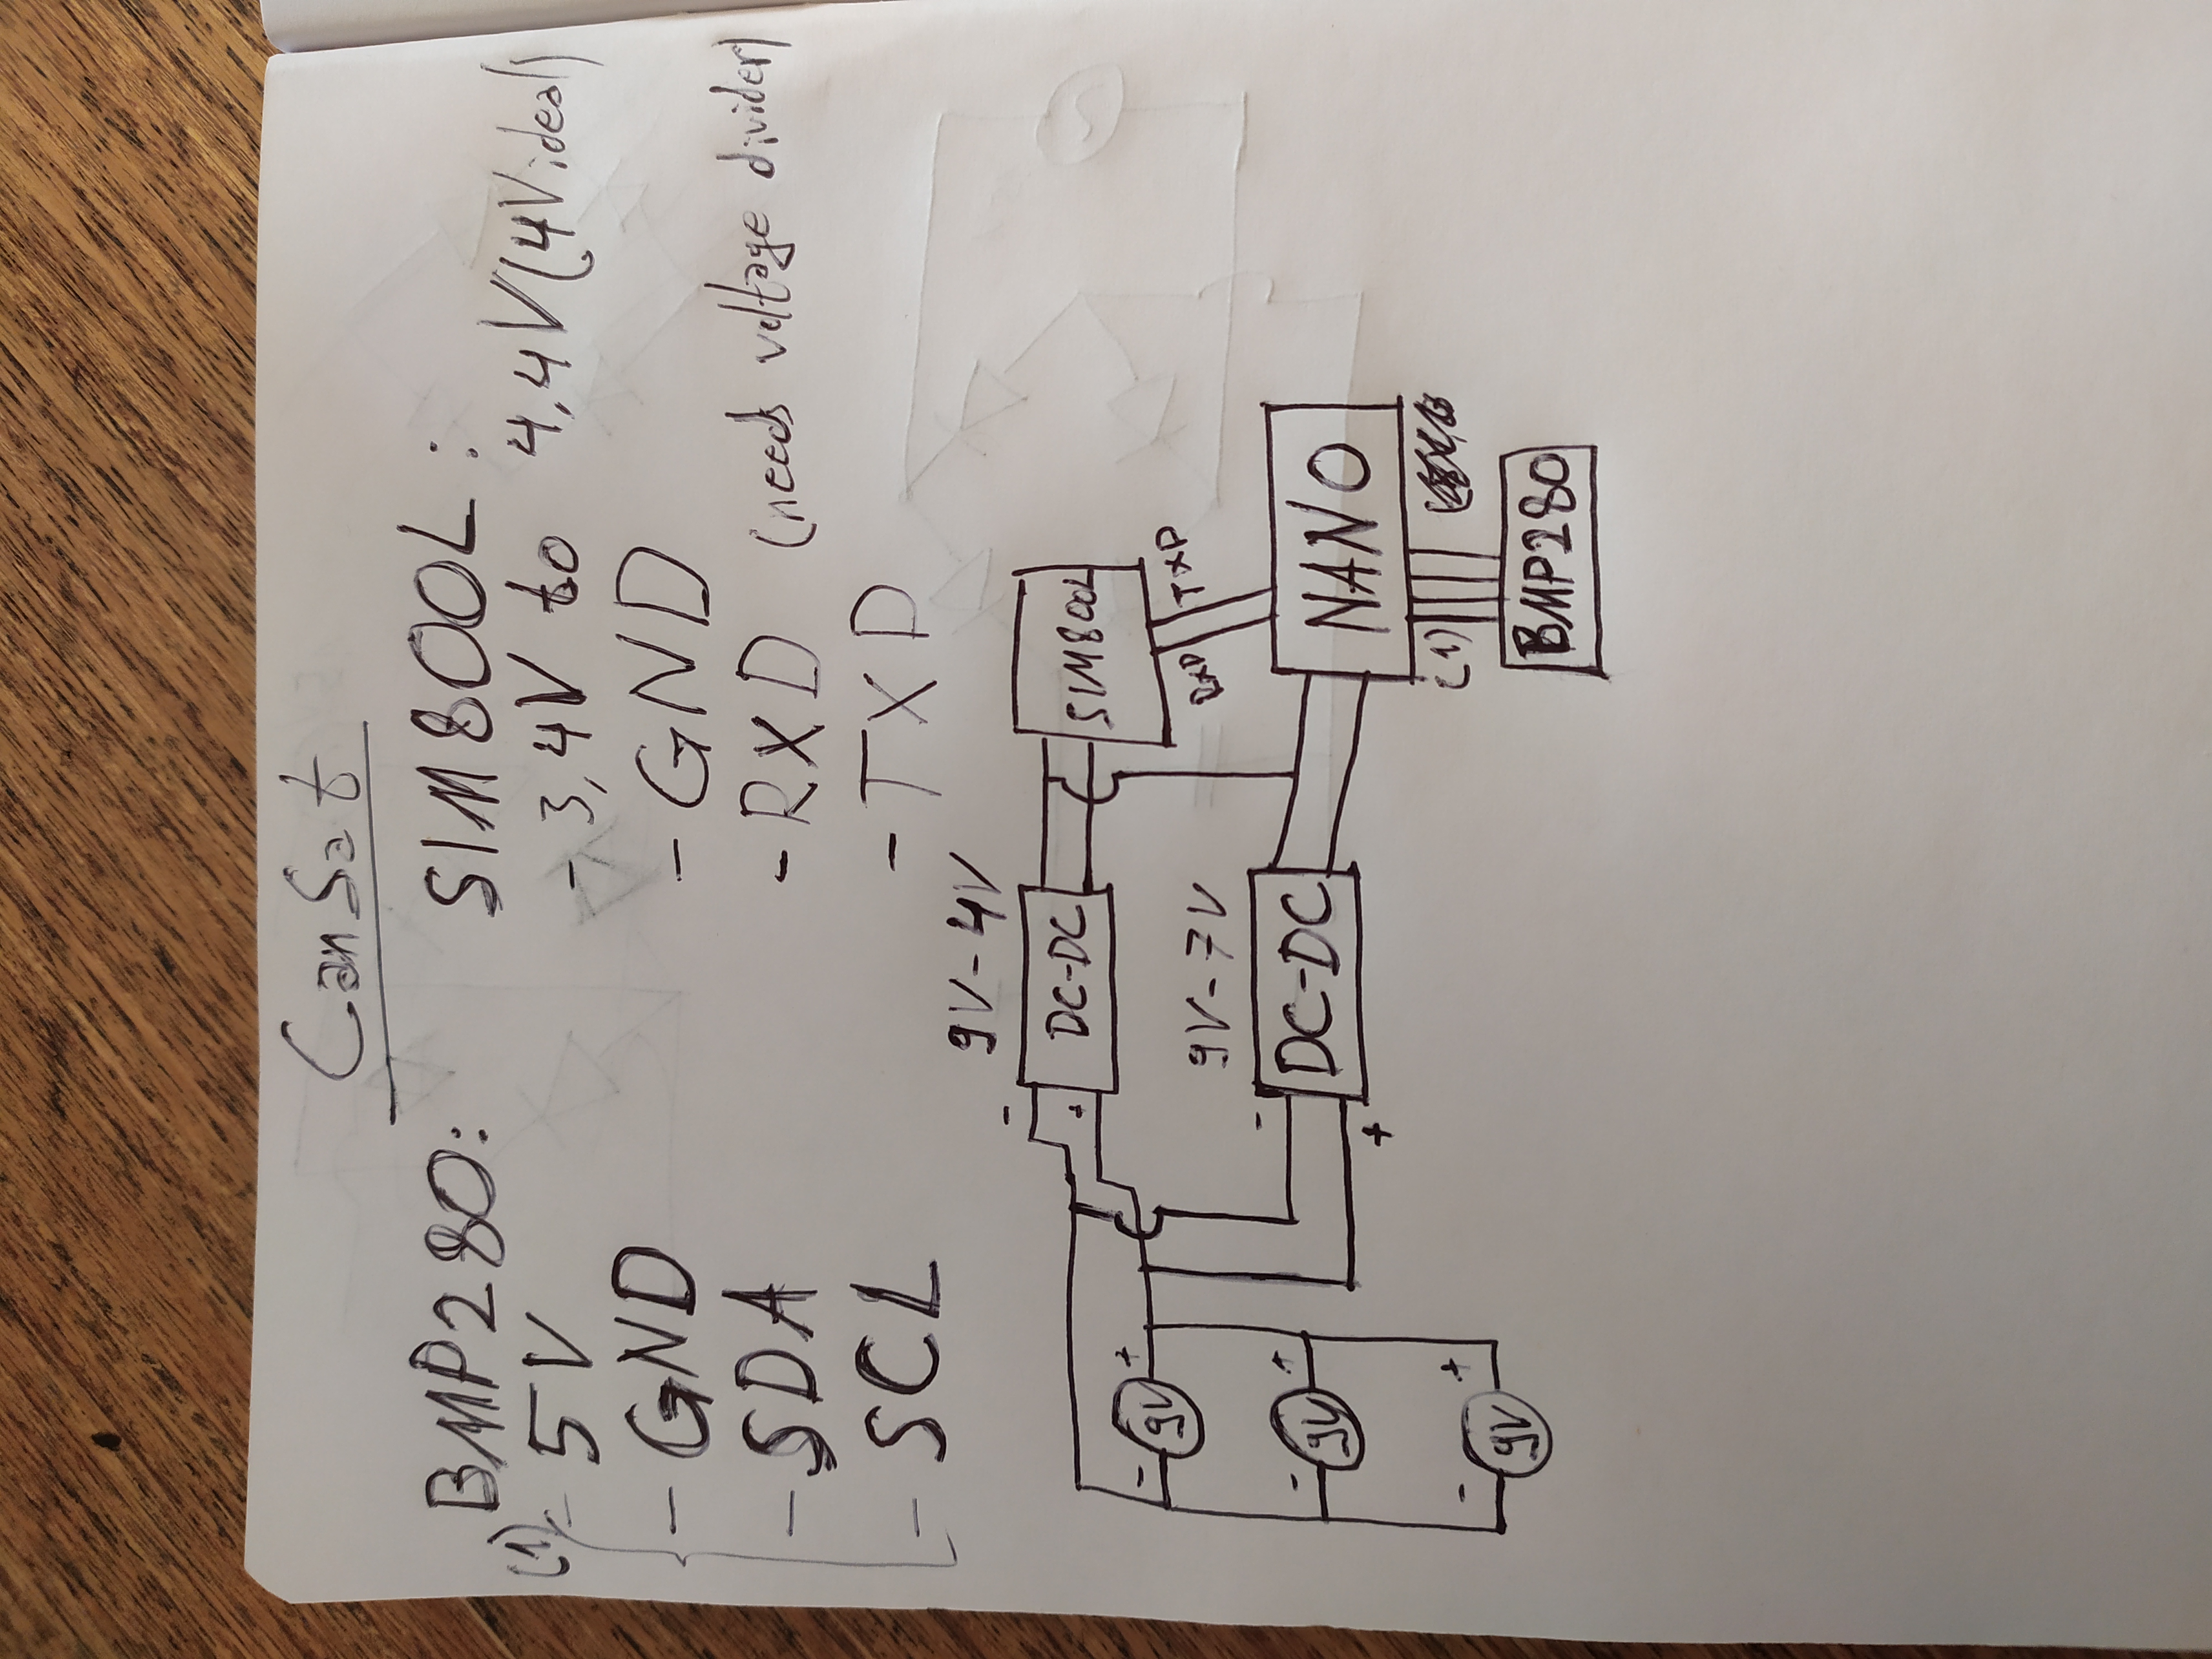 CanSat
BMP280:
(1)
- 5V
- GND
- SDA
- SCL
SIM800L:
- 3,4V to 4,4V (4V ideal)
- GND
- RXD (needs voltage divider)
- TXD
9V-4V
-
+
DC-DC
SIM800L
RXD
TXD
- 9V +
9V-7V
-
DC-DC
+
NANO
- 9V +
(1)
- 9V +
BMP280